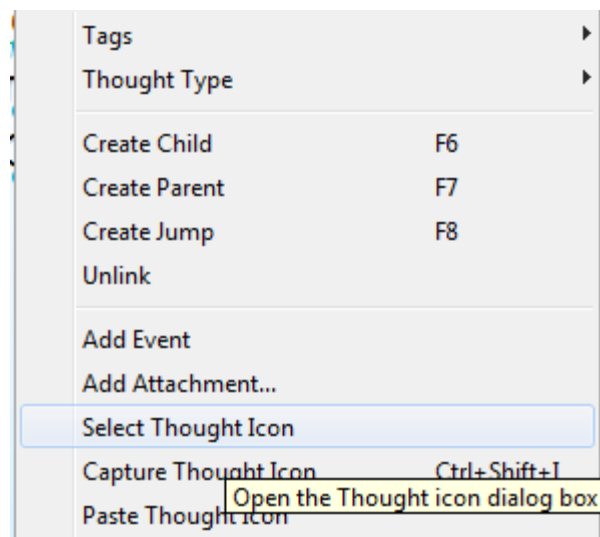 Tags
Thought Type
Create Child F6
Create Parent F7
Create Jump F8
Unlink
Add Event
Add Attachment...
Select Thought Icon
Capture Thought Icon Ctrl+Shift+I
Open the Thought icon dialog box
Paste Thought Icon